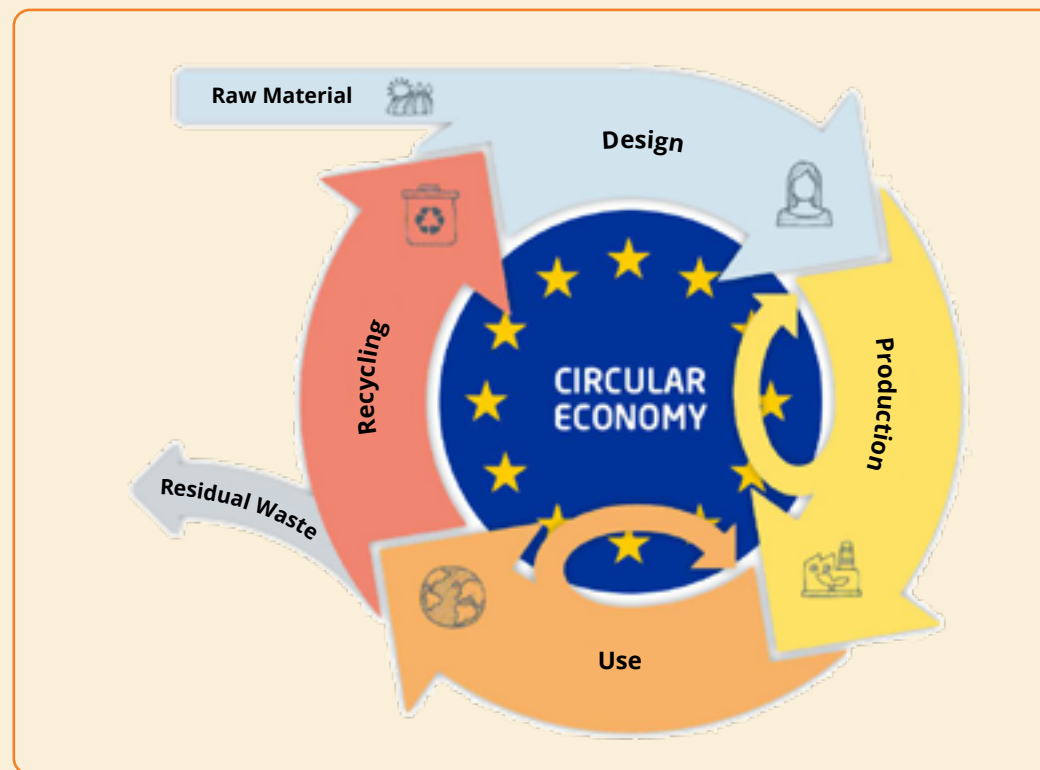 Raw Material
Design
Production
Use
Recycling
Residual Waste
CIRCULAR
ECONOMY